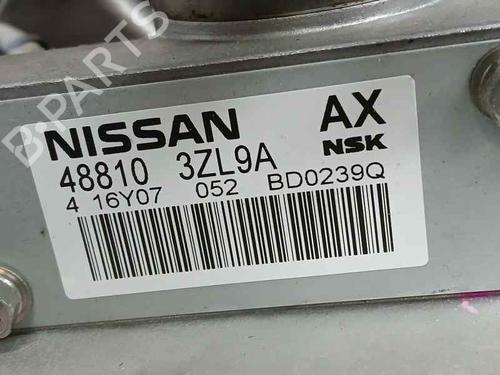 B-PARTS
NISSAN AX
NSK
48810 3ZL9A
4 16Y07 052 BD0239Q